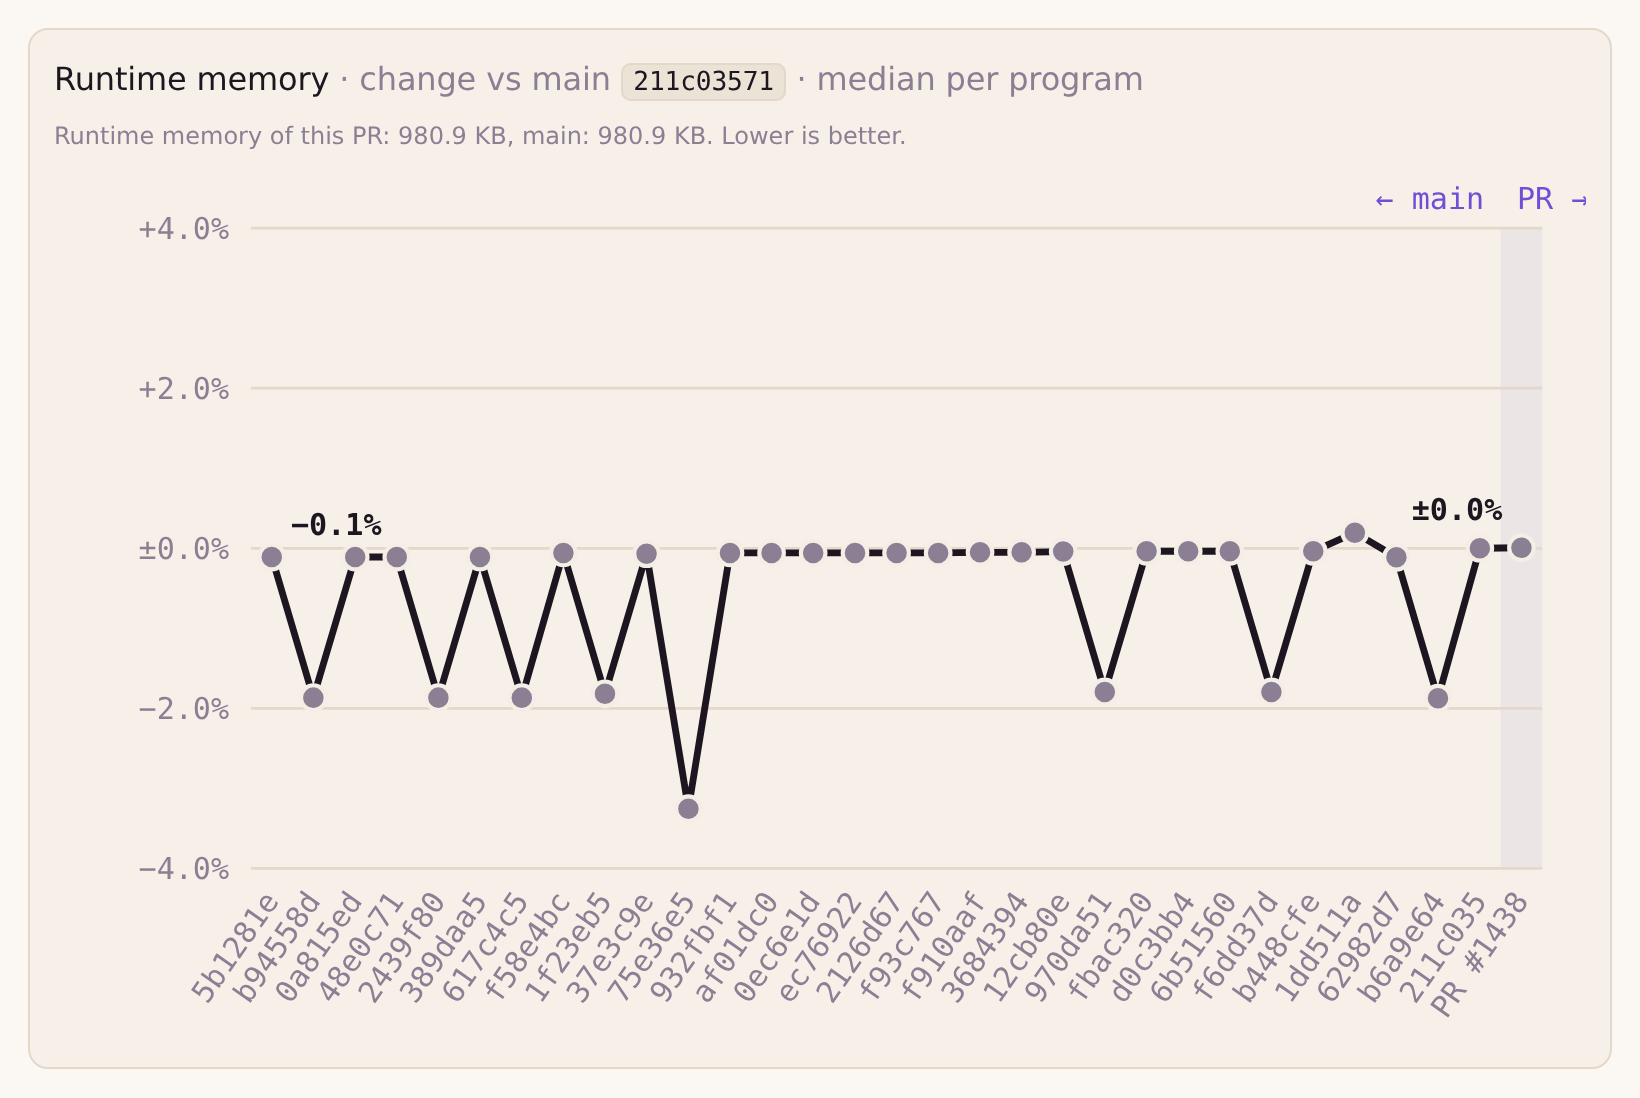 Runtime memory · change vs main 211c03571 · median per program
Runtime memory of this PR: 980.9 KB, main: 980.9 KB. Lower is better.
← main PR →
+4.0%
+2.0%
±0.0%
−2.0%
−4.0%
−0.1%
±0.0%
5b1281e
b94558d
0a815ed
48e0c71
2439f80
389daa5
617c4c5
f58e4bc
1f23eb5
37e3c9e
75e36e5
932fbf1
af01dc0
0ec6e1d
ec76922
2126d67
f93c767
f910aaf
3684394
12cb80e
970da51
fbac320
d0c3bb4
6b51560
f6dd37d
b448cfe
1dd511a
62982d7
b6a9e64
211c035
PR #1438